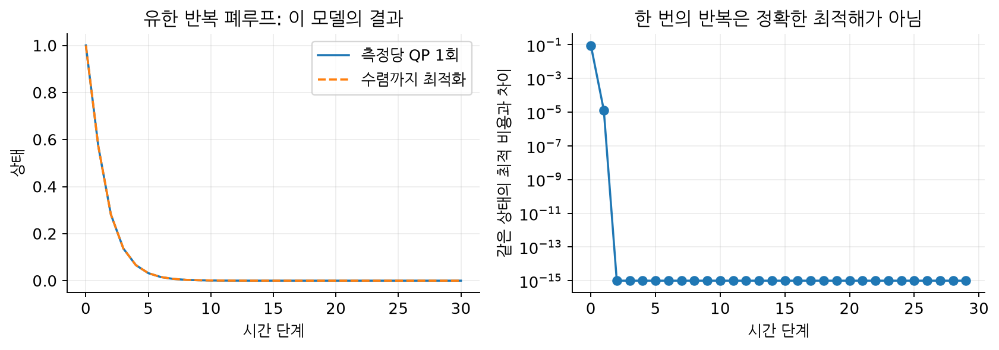 유한 반복 폐루프: 이 모델의 결과
측정당 QP 1회
수렴까지 최적화
상태
1.0
0.8
0.6
0.4
0.2
0.0
0 5 10 15 20 25 30
시간 단계
한 번의 반복은 정확한 최적해가 아님
같은 상태의 최적 비용과 차이
10⁻¹
10⁻³
10⁻⁵
10⁻⁷
10⁻⁹
10⁻¹¹
10⁻¹³
10⁻¹⁵
0 5 10 15 20 25 30
시간 단계